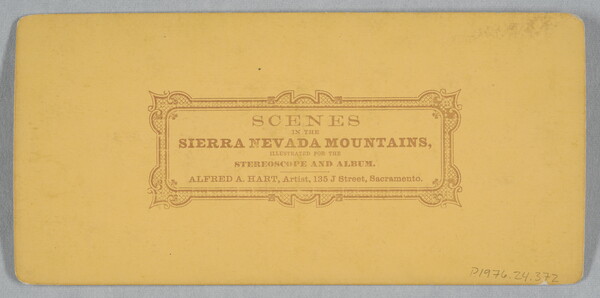 SCENES
IN THE
SIERRA NEVADA MOUNTAINS,
ILLUSTRATED FOR THE
STEREOSCOPE AND ALBUM.
ALFRED A. HART, Artist, 135 J Street, Sacramento.
P1976.24.372